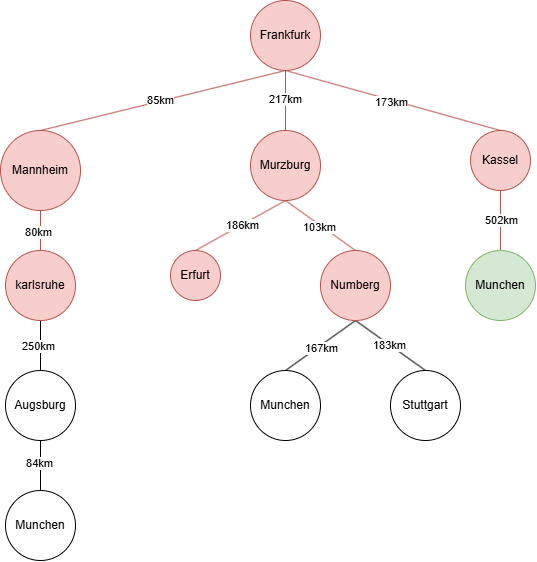 Frankfurk
85km
217km
173km
Mannheim
Murzburg
Kassel
80km
186km
103km
502km
karlsruhe
Erfurt
Numberg
Munchen
250km
167km
183km
Augsburg
Munchen
Stuttgart
84km
Munchen